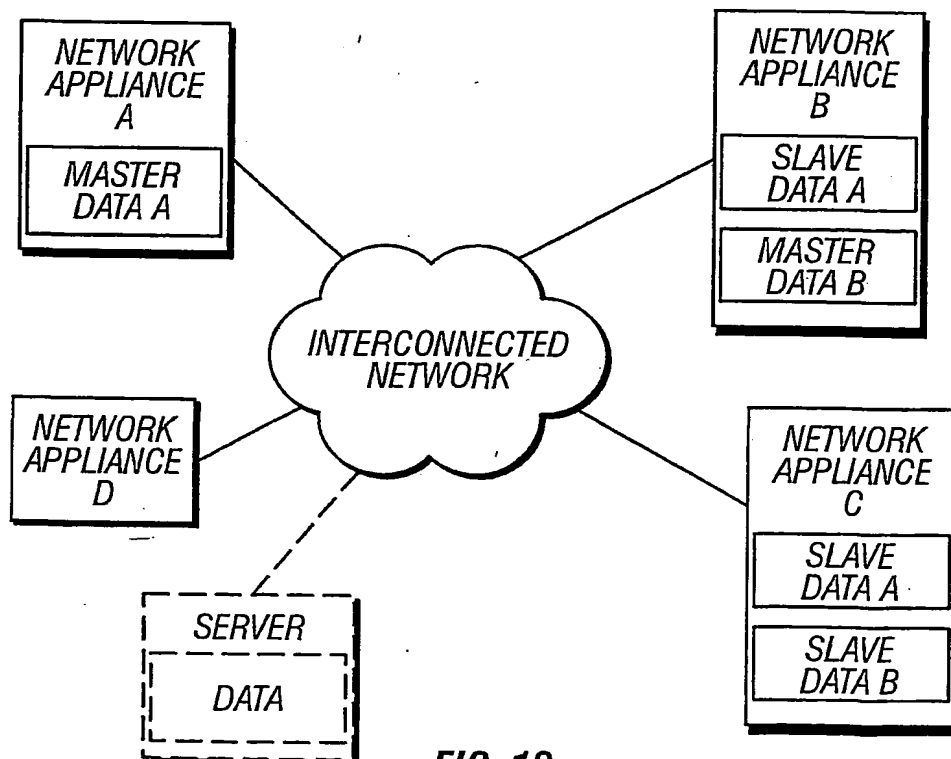 NETWORK
APPLIANCE
A
MASTER
DATA A
NETWORK
APPLIANCE
B
SLAVE
DATA A
MASTER
DATA B
INTERCONNECTED
NETWORK
NETWORK
APPLIANCE
D
NETWORK
APPLIANCE
C
SLAVE
DATA A
SLAVE
DATA B
SERVER
DATA